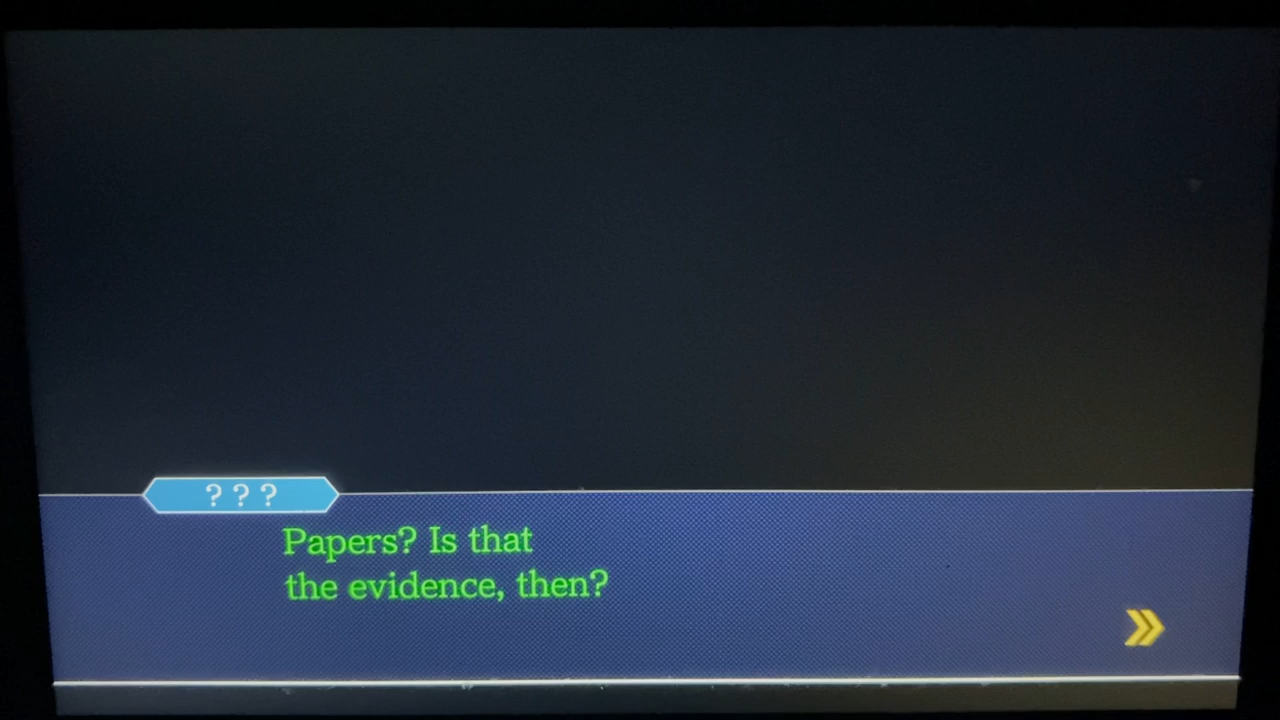 ? ? ?
Papers? Is that
the evidence, then?